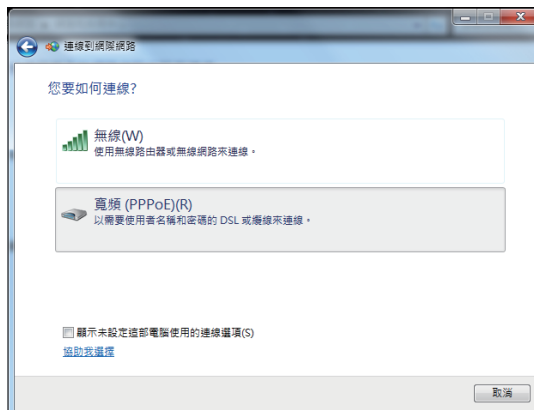 連線到網際網路
您要如何連線?
無線(W)
使用無線路由器或無線網路來連線。
寬頻 (PPPoE)(R)
以需要使用者名稱和密碼的 DSL 或纜線來連線。
顯示未設定這部電腦使用的連線選項(S)
協助我選擇
取消